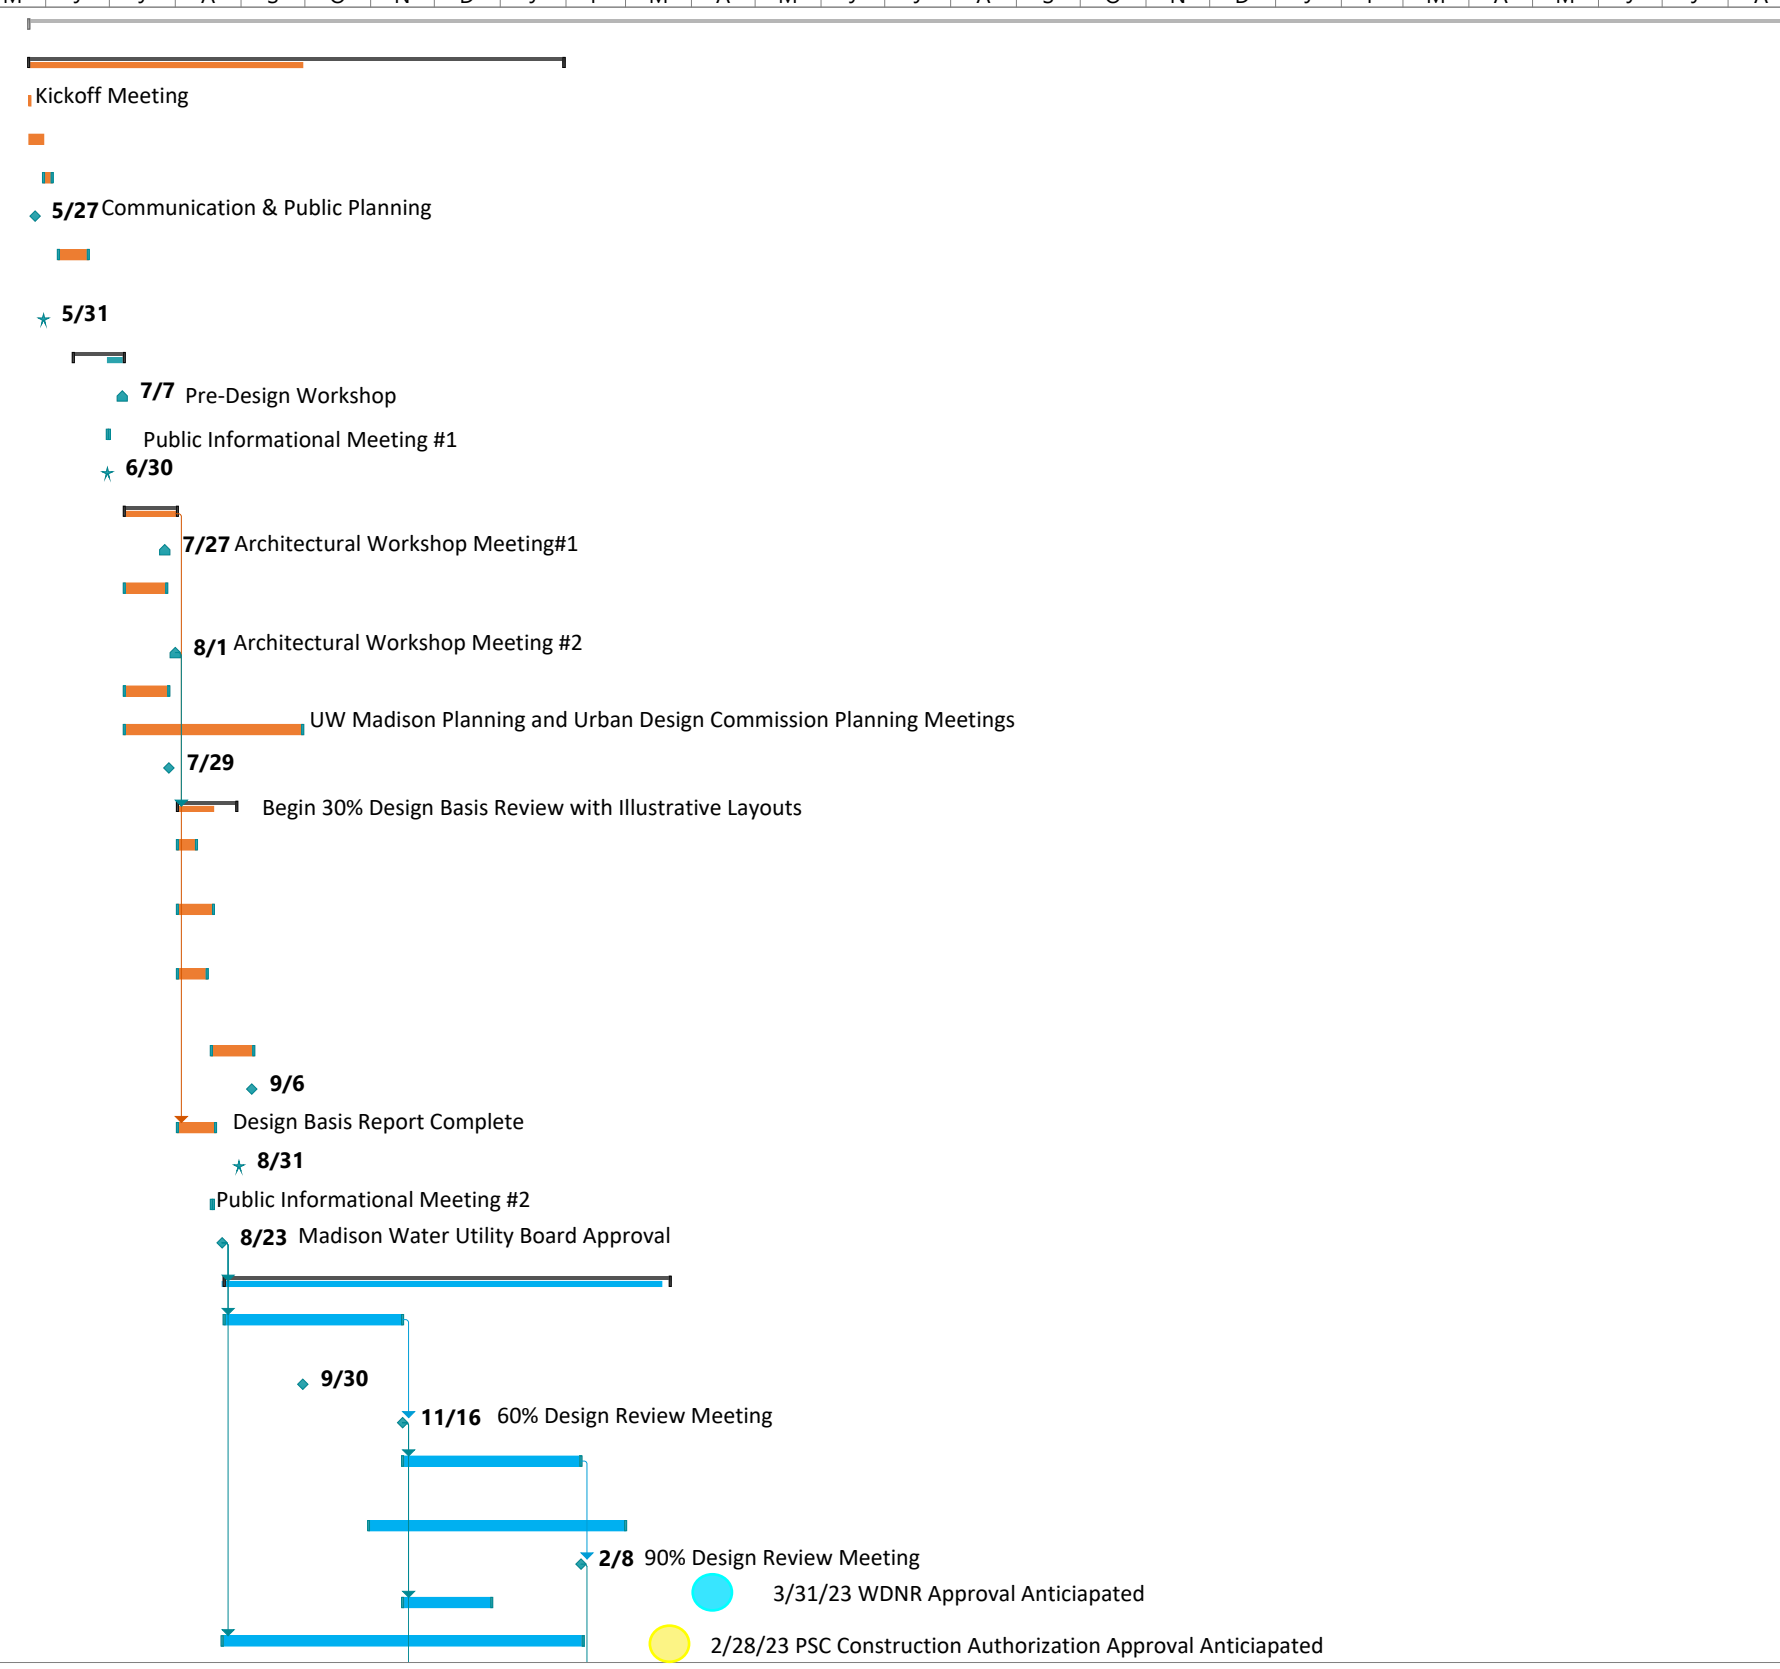 M J J A S O N D J F M A M J J A S O N D J F M A M J J A
Kickoff Meeting
5/27 Communication & Public Planning
5/31
7/7 Pre-Design Workshop
Public Informational Meeting #1
6/30
7/27 Architectural Workshop Meeting#1
8/1 Architectural Workshop Meeting #2
UW Madison Planning and Urban Design Commission Planning Meetings
7/29
Begin 30% Design Basis Review with Illustrative Layouts
9/6
Design Basis Report Complete
8/31
Public Informational Meeting #2
8/23 Madison Water Utility Board Approval
9/30
11/16 60% Design Review Meeting
2/8 90% Design Review Meeting
3/31/23 WDNR Approval Anticiapated
2/28/23 PSC Construction Authorization Approval Anticiapated